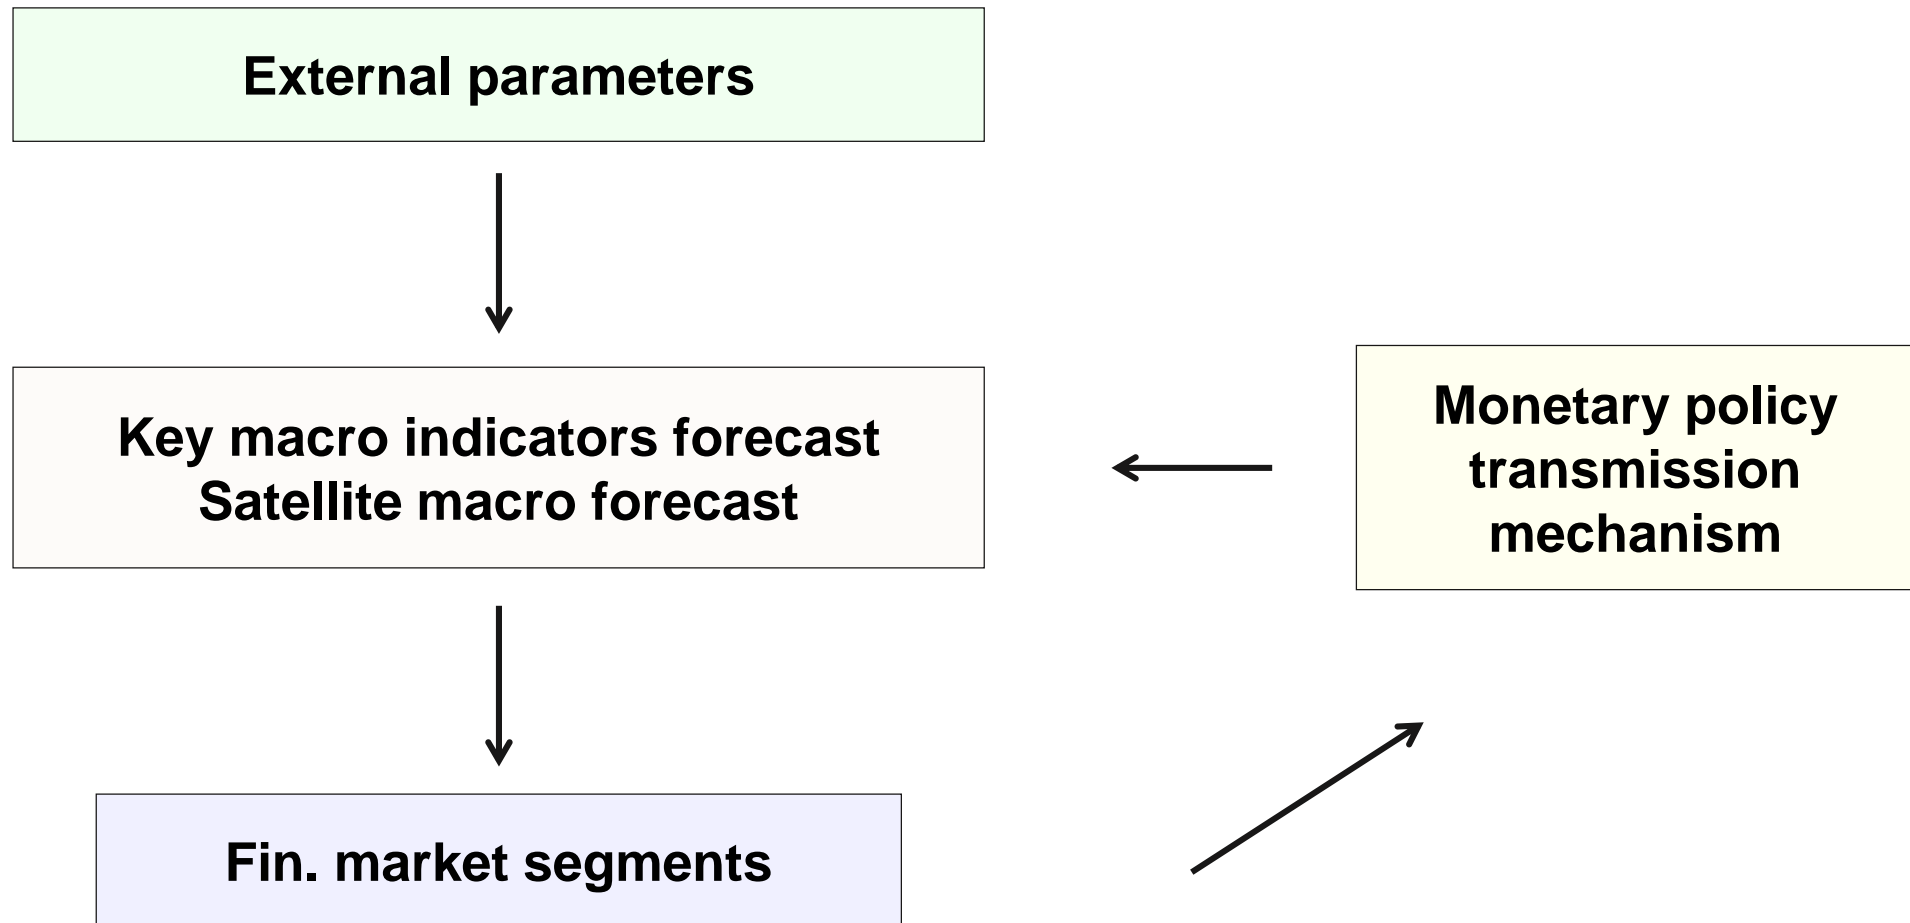 External parameters
Key macro indicators forecast
Satellite macro forecast
Monetary policy
transmission
mechanism
Fin. market segments